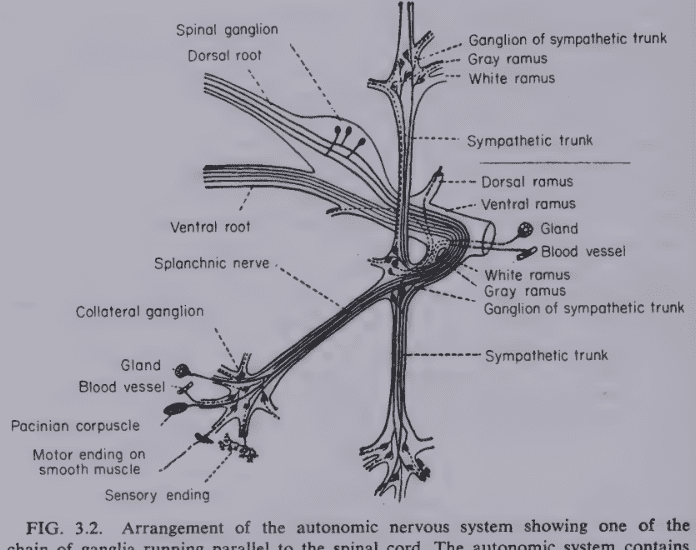 Spinal ganglion
Dorsal root
Ganglion of sympathetic trunk
Gray ramus
White ramus
Sympathetic trunk
Dorsal ramus
Ventral ramus
Gland
Blood vessel
Ventral root
Splanchnic nerve
White ramus
Gray ramus
Ganglion of sympathetic trunk
Collateral ganglion
Sympathetic trunk
Gland
Blood vessel
Pacinian corpuscle
Motor ending on
smooth muscle
Sensory ending
FIG. 3.2. Arrangement of the autonomic nervous system showing one of the
chain of ganglia running parallel to the spinal cord. The autonomic system contains